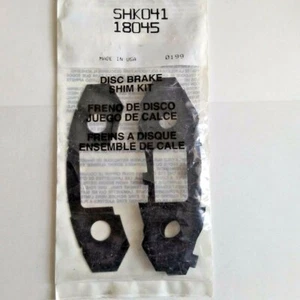 SHK041
18045
MADE IN USA 0199
DISC BRAKE
SHIM KIT
FRENO DE DISCO
JUEGO DE CALCE
FREINS A DISQUE
ENSEMBLE DE CALE